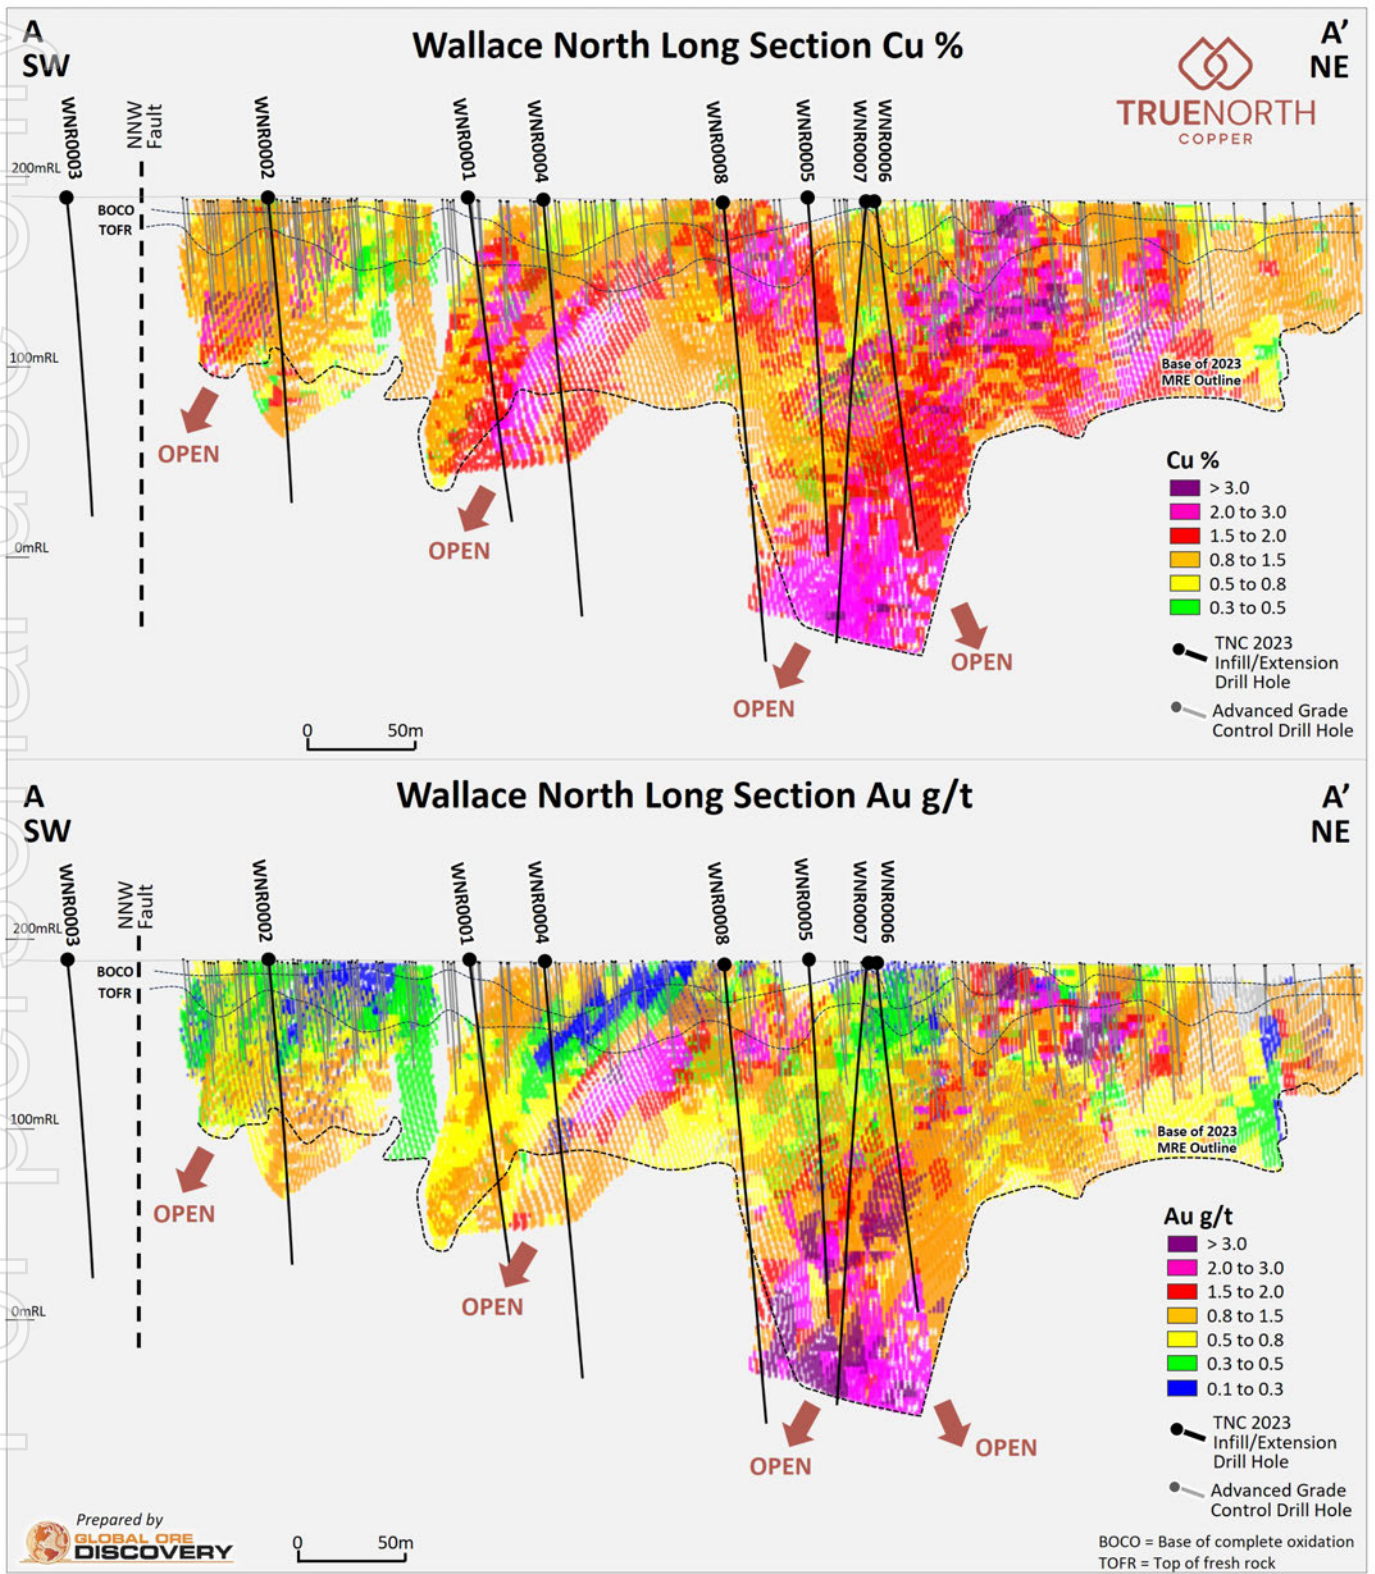 A
SW
Wallace North Long Section Cu %
A’
NE
TRUENORTH
COPPER
WNR0003
NNW
Fault
WNR0002
WNR0001
WNR0004
WNR0008
WNR0005
WNR0007
WNR0006
200mRL
BOCO
TOFR
100mRL
Base of 2023
MRE Outline
OPEN
OPEN
0mRL
OPEN
OPEN
Cu %
> 3.0
2.0 to 3.0
1.5 to 2.0
0.8 to 1.5
0.5 to 0.8
0.3 to 0.5
TNC 2023
Infill/Extension
Drill Hole
Advanced Grade
Control Drill Hole
0 50m
A
SW
Wallace North Long Section Au g/t
A’
NE
WNR0003
NNW
Fault
WNR0002
WNR0001
WNR0004
WNR0008
WNR0005
WNR0007
WNR0006
200mRL
BOCO
TOFR
100mRL
Base of 2023
MRE Outline
OPEN
OPEN
0mRL
OPEN
OPEN
Au g/t
> 3.0
2.0 to 3.0
1.5 to 2.0
0.8 to 1.5
0.5 to 0.8
0.3 to 0.5
0.1 to 0.3
TNC 2023
Infill/Extension
Drill Hole
Advanced Grade
Control Drill Hole
Prepared by
GLOBAL ORE
DISCOVERY
0 50m
BOCO = Base of complete oxidation
TOFR = Top of fresh rock